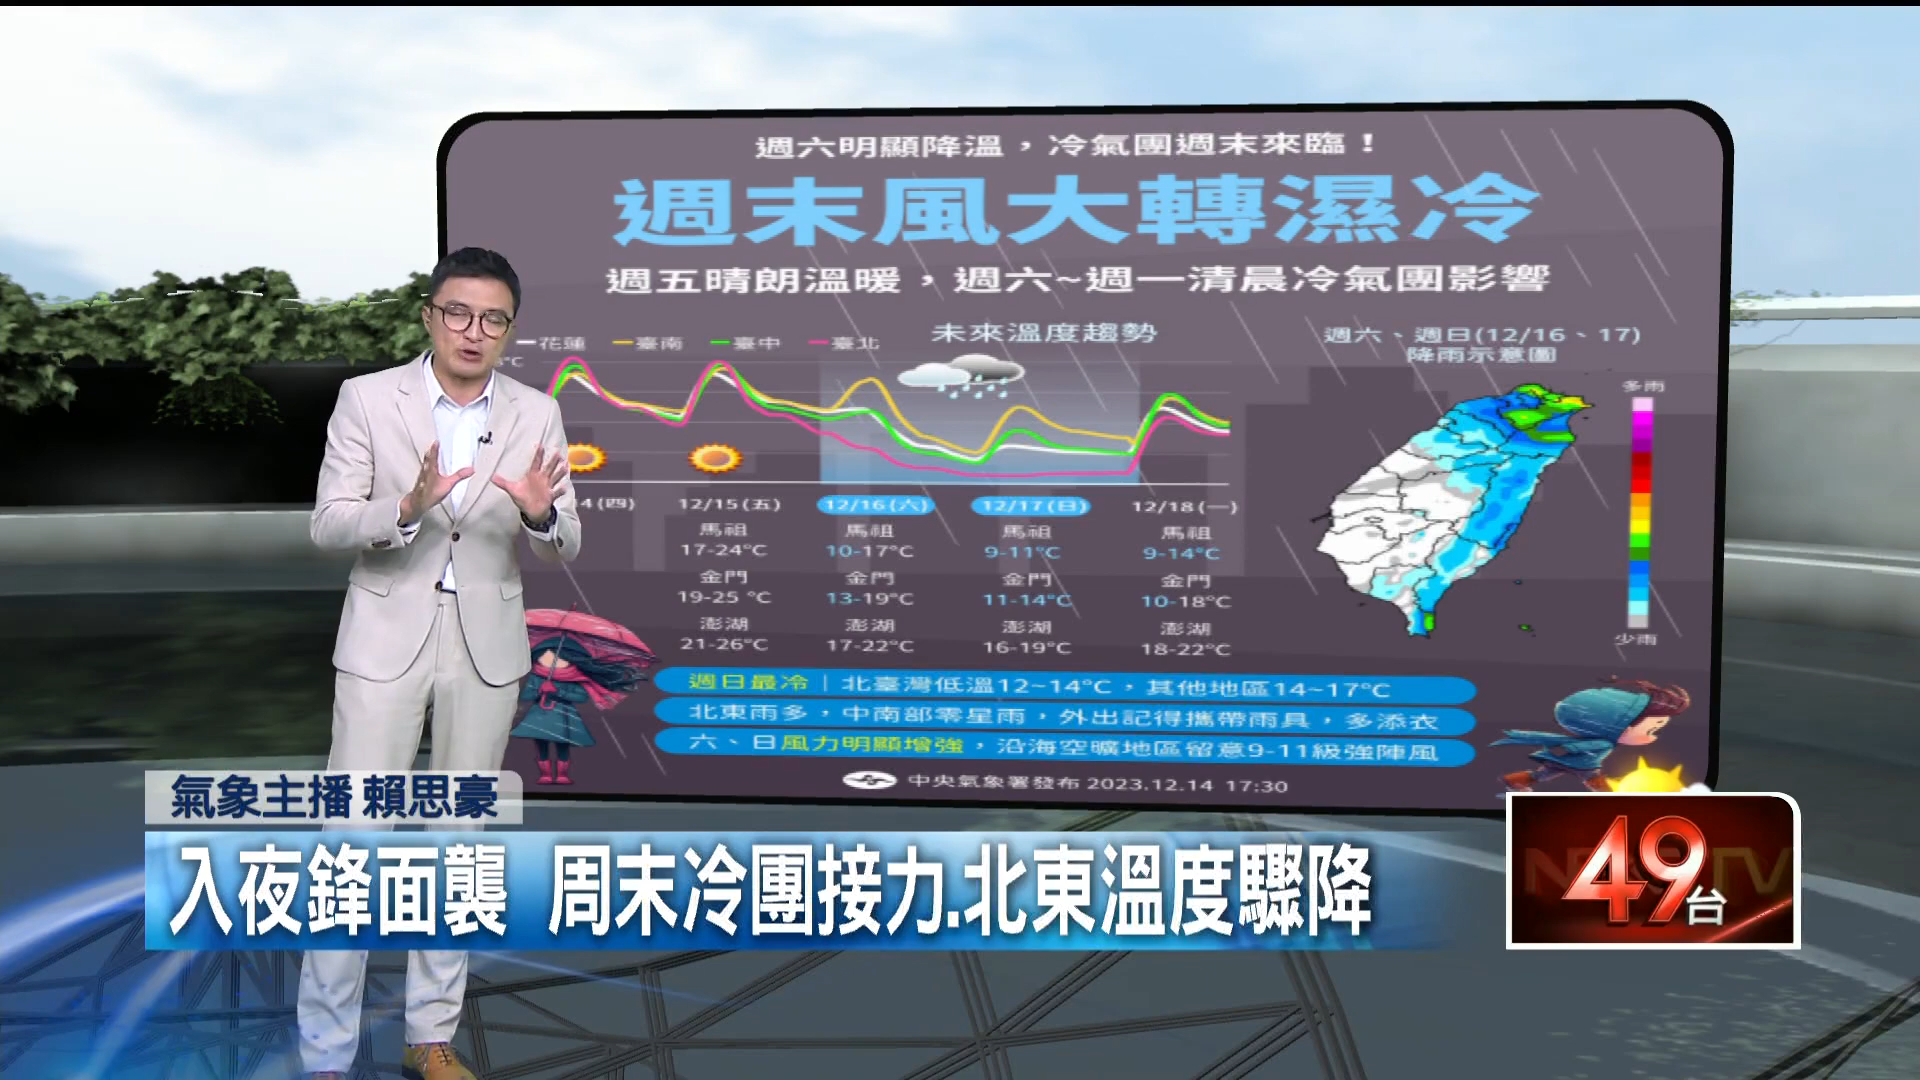 週六明顯降溫，冷氣團週末來臨！
週末風大轉濕冷
週五晴朗溫暖，週六~週一清晨冷氣團影響
未來溫度趨勢
花蓮 臺南 臺中 臺北
°C
週六、週日(12/16、17)
降雨示意圖
多雨
少雨
4(四) 12/15(五) 12/16(六) 12/17(日) 12/18(一)
馬祖 馬祖 馬祖 馬祖
17-24°C 10-17°C 9-11°C 9-14°C
金門 金門 金門 金門
19-25 °C 13-19°C 11-14°C 10-18°C
澎湖 澎湖 澎湖 澎湖
21-26°C 17-22°C 16-19°C 18-22°C
週日最冷｜北臺灣低溫12~14°C，其他地區14~17°C
北東雨多，中南部零星雨，外出記得攜帶雨具，多添衣
六、日風力明顯增強，沿海空曠地區留意9-11級強陣風
中央氣象署發布 2023.12.14 17:30
氣象主播 賴思豪
入夜鋒面襲 周末冷團接力.北東溫度驟降
49台